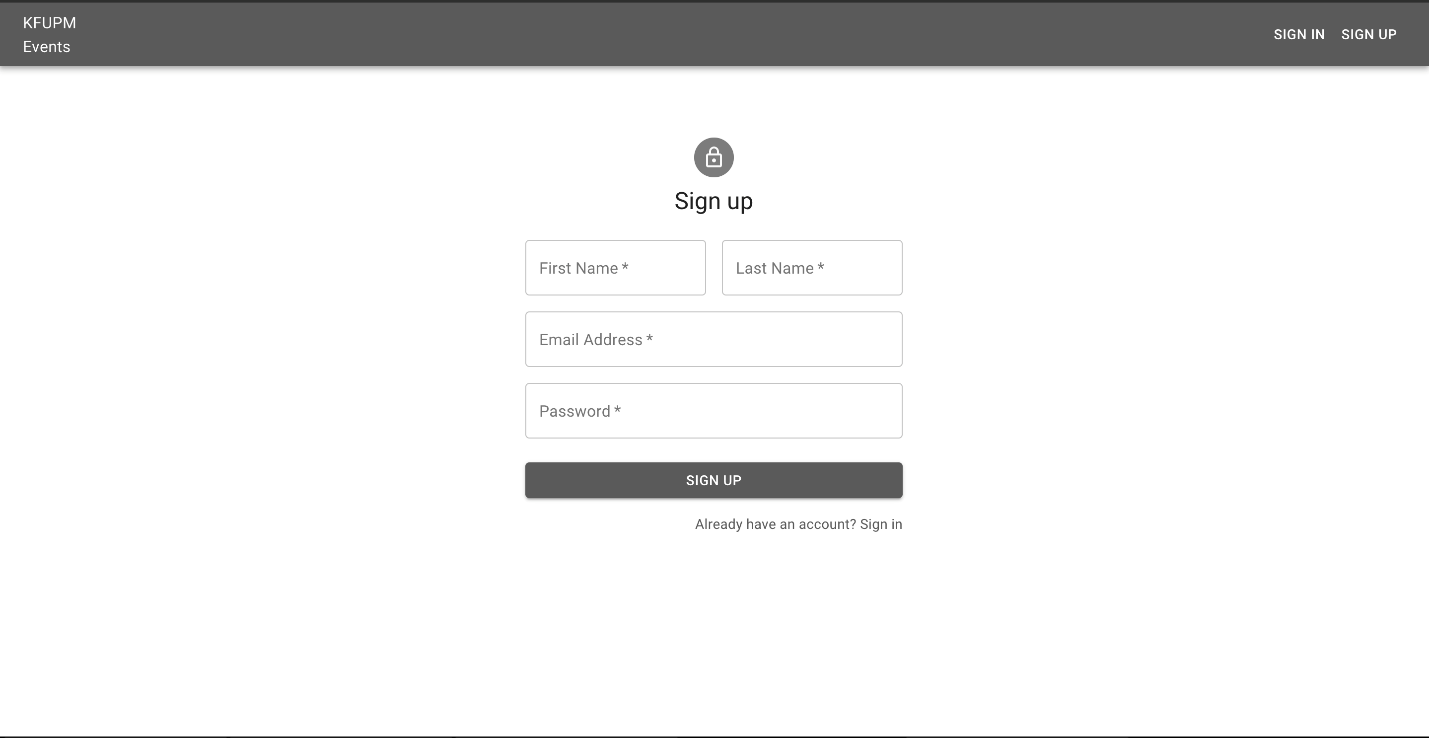 KFUPM
Events
SIGN IN SIGN UP
Sign up
First Name *
Last Name *
Email Address *
Password *
SIGN UP
Already have an account? Sign in